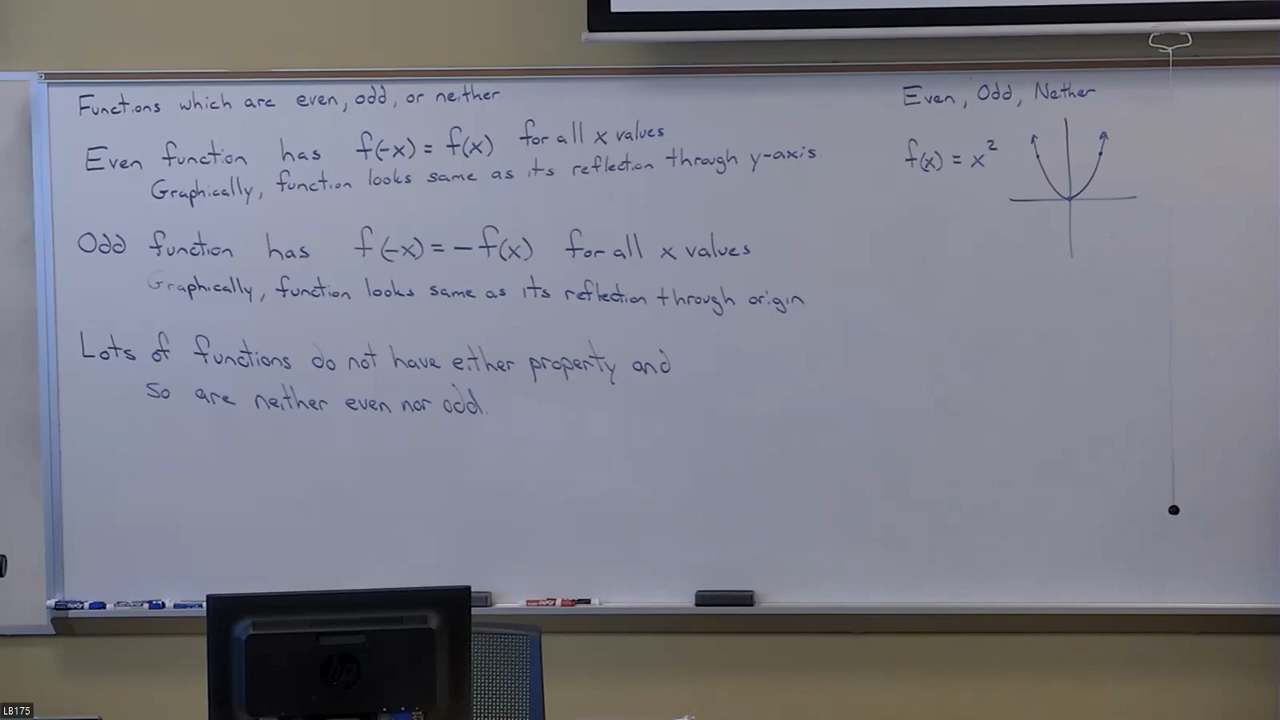 Functions which are even, odd, or neither
Even function has f(-x) = f(x) for all x values
Graphically, function looks same as its reflection through y-axis
Odd function has f(-x) = -f(x) for all x values
Graphically, function looks same as its reflection through origin
Lots of functions do not have either property and
so are neither even nor odd.
Even, Odd, Neither
f(x) = x²
hp
LB175